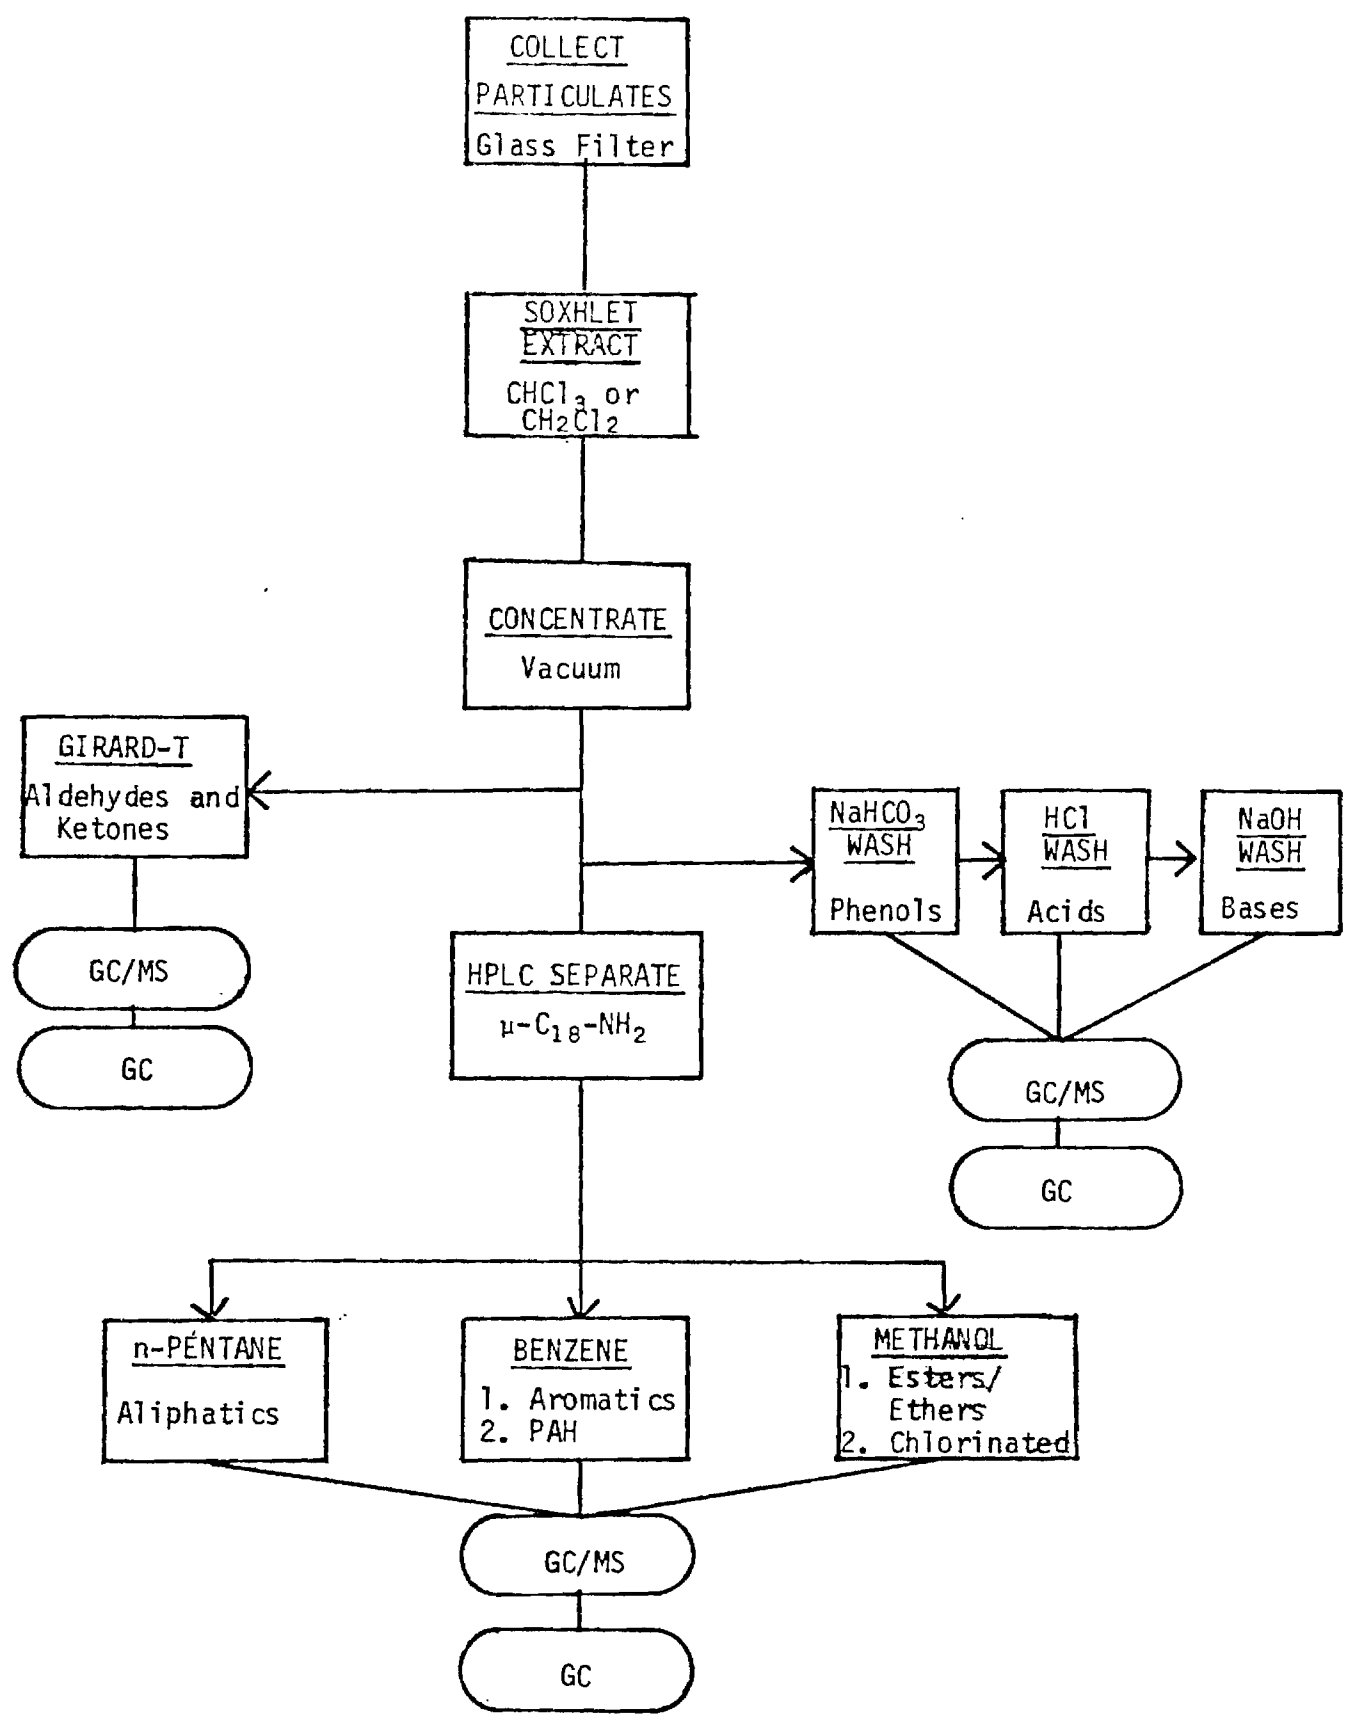 COLLECT
PARTICULATES
Glass Filter
SOXHLET
EXTRACT
CHCl₃ or
CH₂Cl₂
CONCENTRATE
Vacuum
GIRARD-T
Aldehydes and
Ketones
GC/MS
GC
NaHCO₃
WASH
Phenols
HCl
WASH
Acids
NaOH
WASH
Bases
GC/MS
GC
HPLC SEPARATE
µ-C₁₈-NH₂
n-PÉNTANE
Aliphatics
BENZENE
1. Aromatics
2. PAH
METHANOL
1. Esters/
Ethers
2. Chlorinated
GC/MS
GC